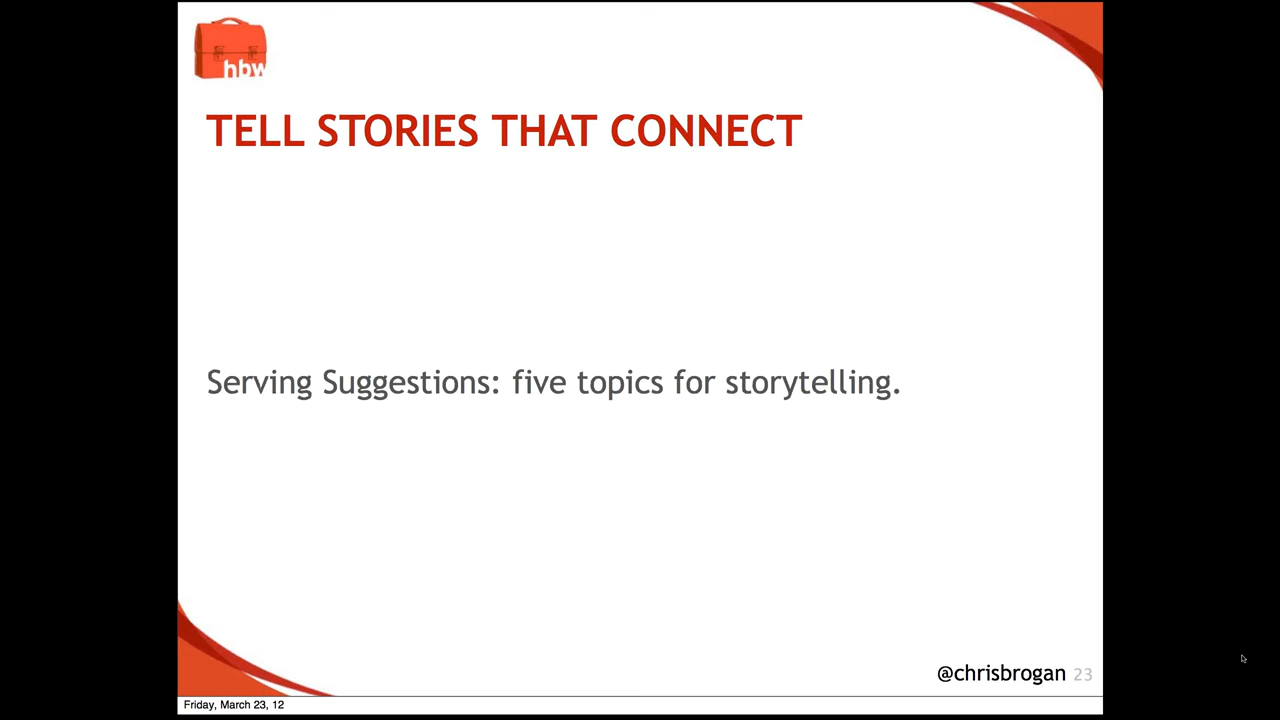 hbw
TELL STORIES THAT CONNECT
Serving Suggestions: five topics for storytelling.
@chrisbrogan 23
Friday, March 23, 12